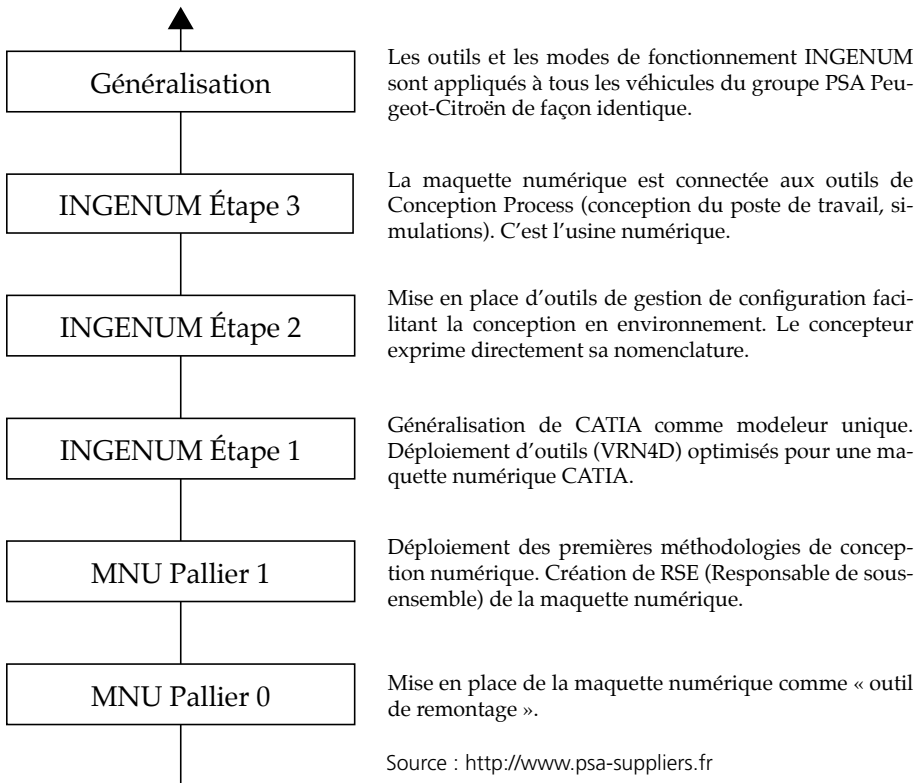 Généralisation
Les outils et les modes de fonctionnement INGENUM
sont appliqués à tous les véhicules du groupe PSA Peu-
geot-Citroën de façon identique.
INGENUM Étape 3
La maquette numérique est connectée aux outils de
Conception Process (conception du poste de travail, si-
mulations). C’est l’usine numérique.
INGENUM Étape 2
Mise en place d’outils de gestion de configuration faci-
litant la conception en environnement. Le concepteur
exprime directement sa nomenclature.
INGENUM Étape 1
Généralisation de CATIA comme modeleur unique.
Déploiement d’outils (VRN4D) optimisés pour une ma-
quette numérique CATIA.
MNU Pallier 1
Déploiement des premières méthodologies de concep-
tion numérique. Création de RSE (Responsable de sous-
ensemble) de la maquette numérique.
MNU Pallier 0
Mise en place de la maquette numérique comme « outil
de remontage ».
Source : http://www.psa-suppliers.fr